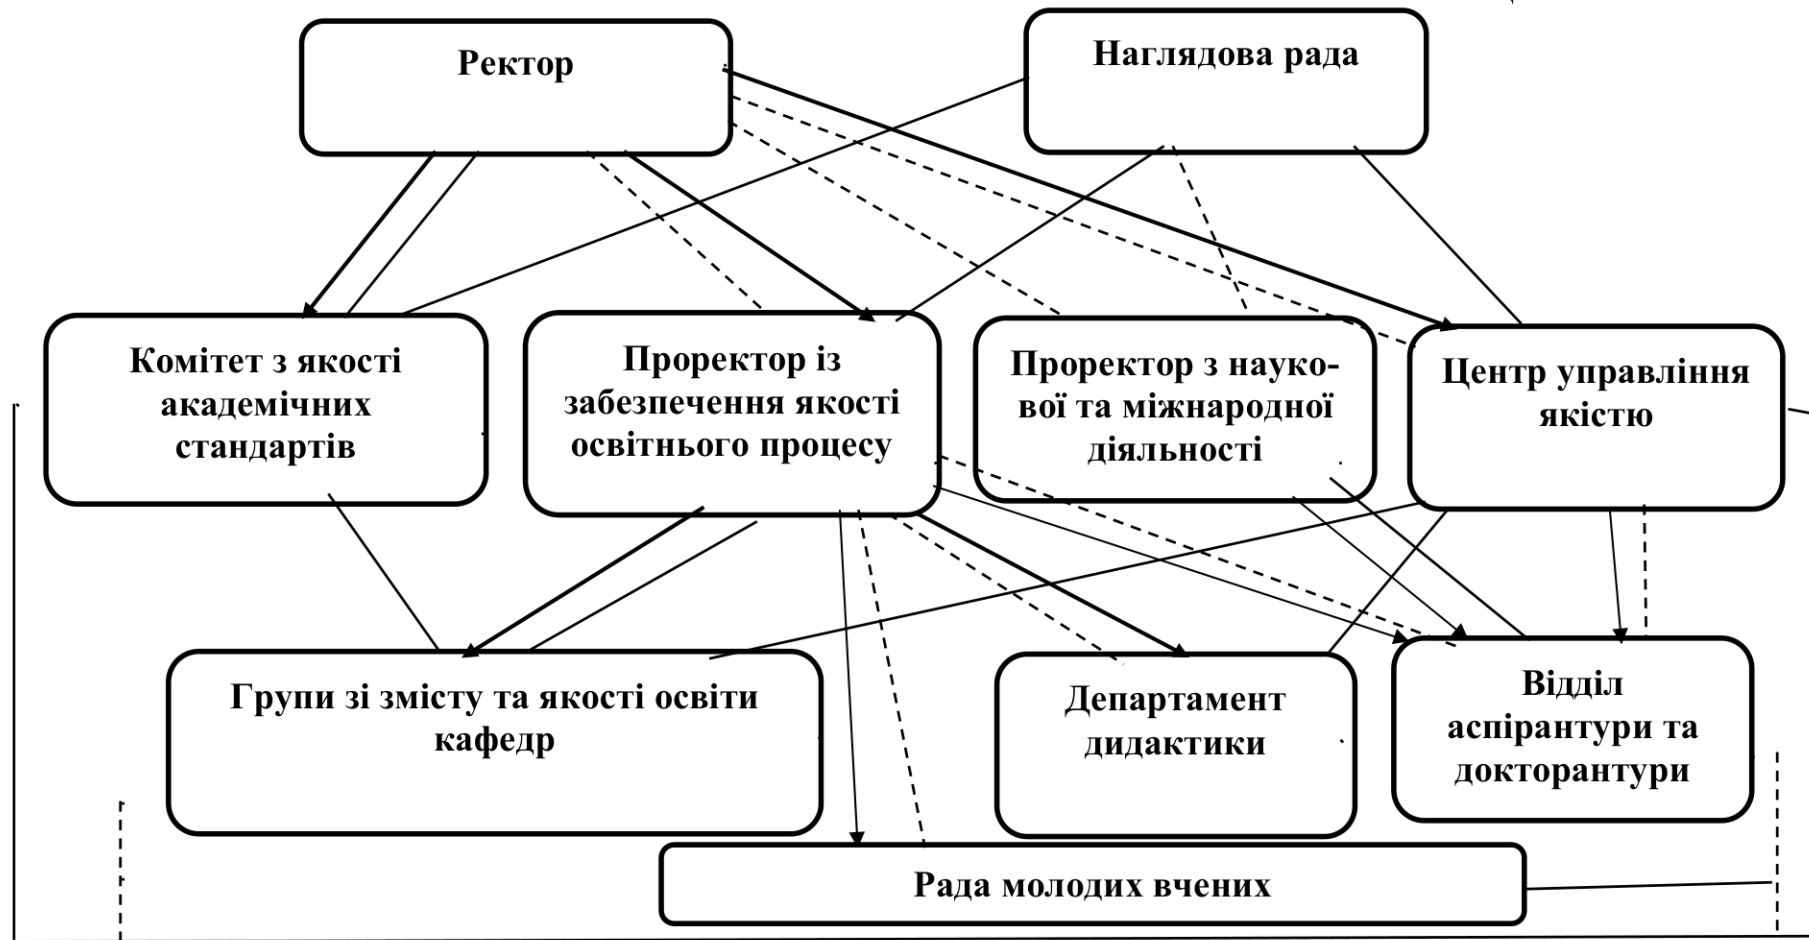 Ректор
Наглядова рада
Комітет з якості
академічних
стандартів
Проректор із
забезпечення якості
освітнього процесу
Проректор з науко-
вої та міжнародної
діяльності
Центр управління
якістю
Групи зі змісту та якості освіти
кафедр
Департамент
дидактики
Відділ
аспірантури та
докторантури
Рада молодих вчених